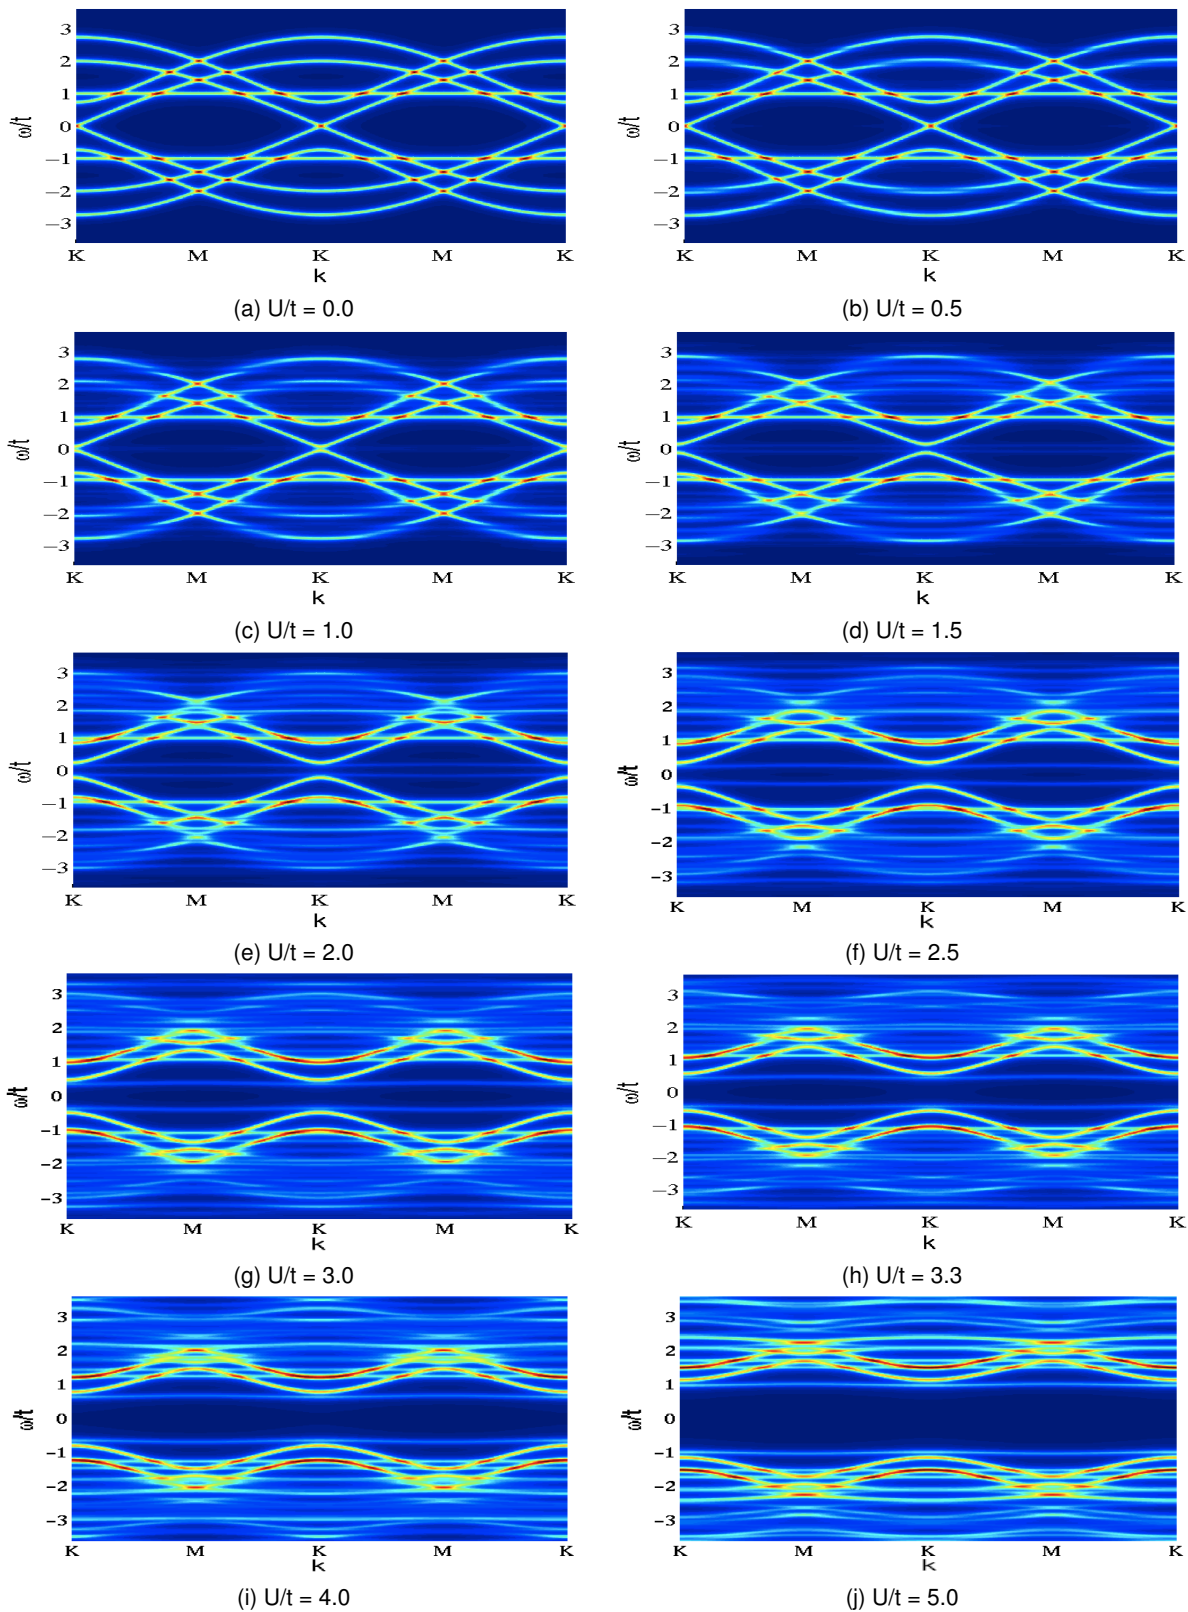 3 3
2 2
1 1
ω/t 0 ω/t 0
−1 −1
−2 −2
−3 −3
K M K M K K M K M K
k k
(a) U/t = 0.0 (b) U/t = 0.5
3 3
2 2
1 1
ω/t 0 ω/t 0
−1 −1
−2 −2
−3 −3
K M K M K K M K M K
k k
(c) U/t = 1.0 (d) U/t = 1.5
3 3
2 2
1 1
ω/t 0 ω/t 0
−1 -1
−2 -2
−3 -3
K M K M K K M K M K
k k
(e) U/t = 2.0 (f) U/t = 2.5
3 3
2 2
1 1
ω/t 0 ω/t 0
-1 −1
-2 −2
-3 −3
K M K M K K M K M K
k k
(g) U/t = 3.0 (h) U/t = 3.3
3 3
2 2
1 1
ω/t 0 ω/t 0
-1 -1
-2 -2
-3 -3
K M K M K K M K M K
k k
(i) U/t = 4.0 (j) U/t = 5.0